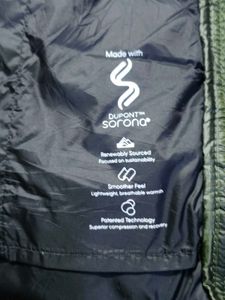 Made with
DUPONT™
sorona®
Renewably Sourced
Focused on sustainability
Smoother Feel
Lightweight, breathable warmth
Patented Technology
Superior compression and recovery